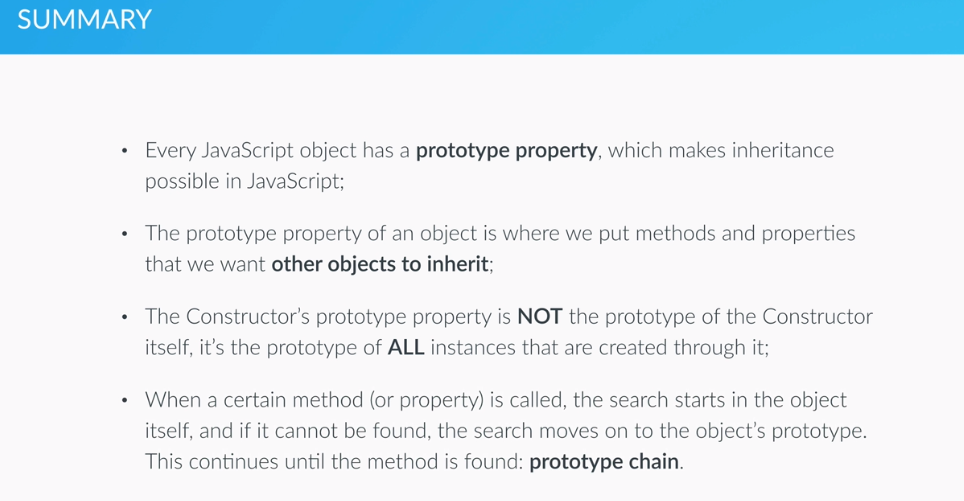 SUMMARY
• Every JavaScript object has a prototype property, which makes inheritance
possible in JavaScript;
• The prototype property of an object is where we put methods and properties
that we want other objects to inherit;
• The Constructor’s prototype property is NOT the prototype of the Constructor
itself, it’s the prototype of ALL instances that are created through it;
• When a certain method (or property) is called, the search starts in the object
itself, and if it cannot be found, the search moves on to the object’s prototype.
This continues until the method is found: prototype chain.